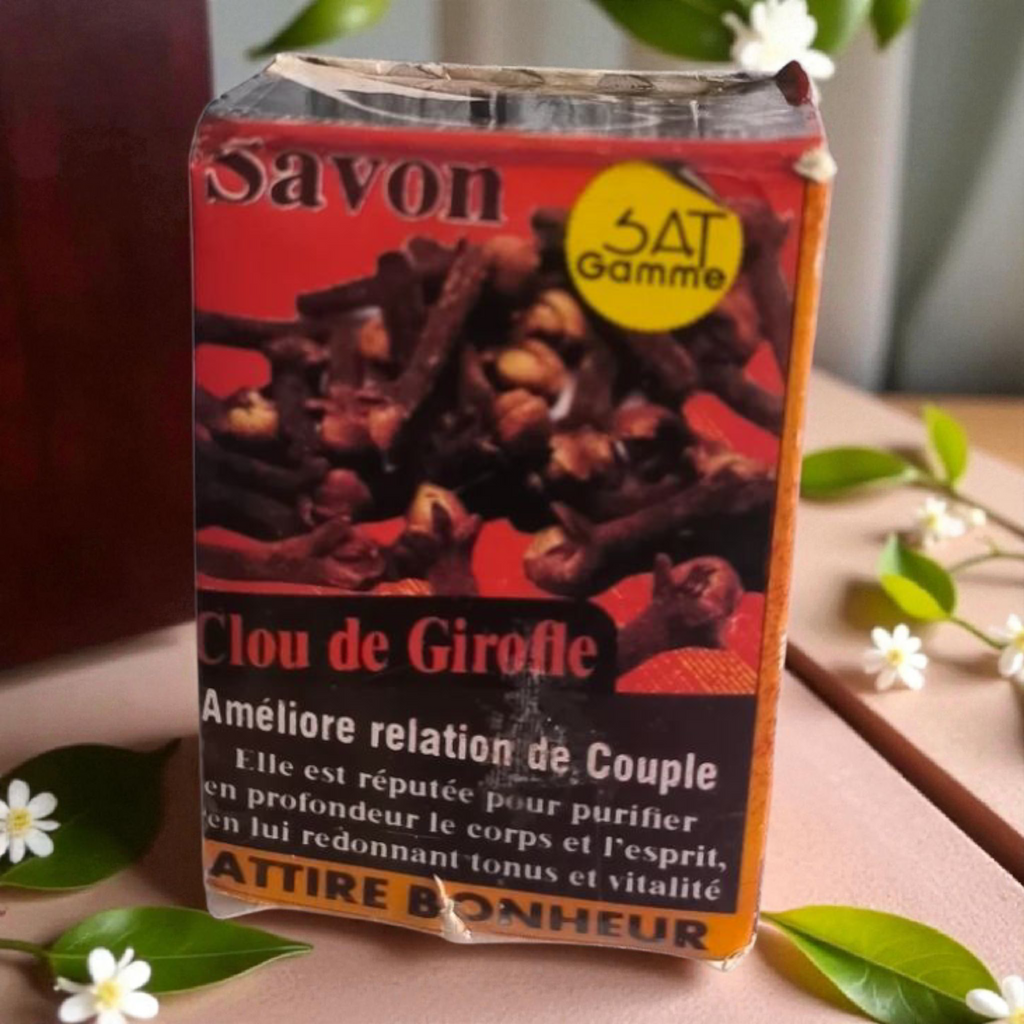 Savon
SAT
Gamme
Clou de Girofle
Améliore relation de Couple
Elle est réputée pour purifier
en profondeur le corps et l'esprit,
en lui redonnant tonus et vitalité
ATTIRE BONHEUR